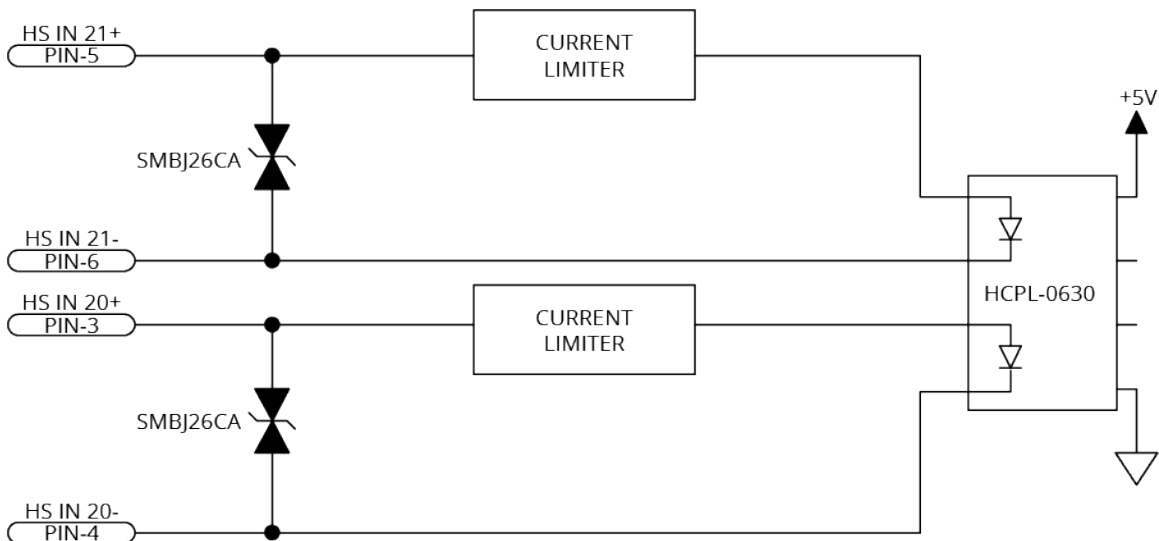 HS IN 21+
PIN-5
CURRENT
LIMITER
+5V
SMBJ26CA
HS IN 21-
PIN-6
HCPL-0630
HS IN 20+
PIN-3
CURRENT
LIMITER
SMBJ26CA
HS IN 20-
PIN-4